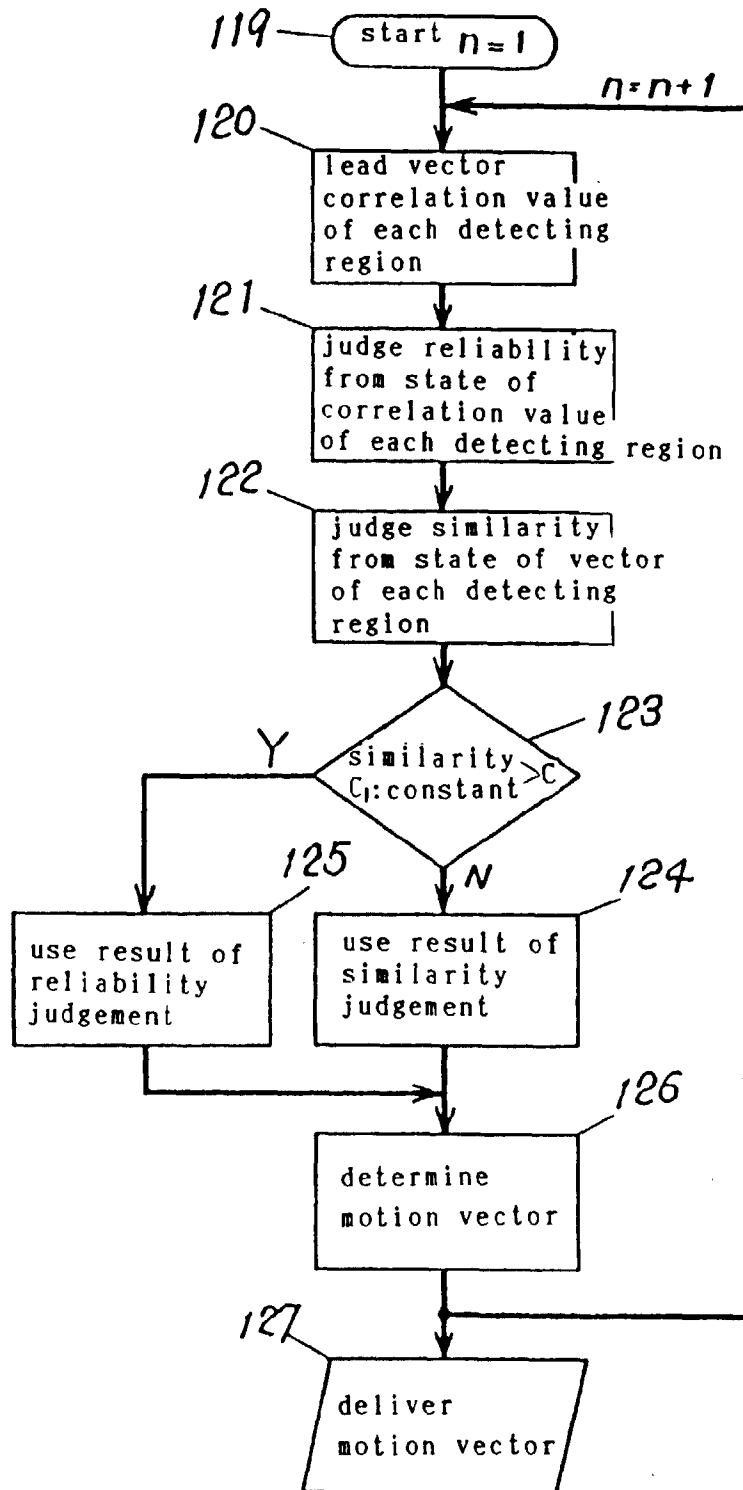 119
start n=1
n=n+1
120
lead vector
correlation value
of each detecting
region
121
judge reliability
from state of
correlation value
of each detecting region
122
judge similarity
from state of vector
of each detecting
region
123
Y
similarity >C
C₁:constant
N
125
124
use result of
reliability
judgement
use result of
similarity
judgement
126
determine
motion vector
127
deliver
motion vector